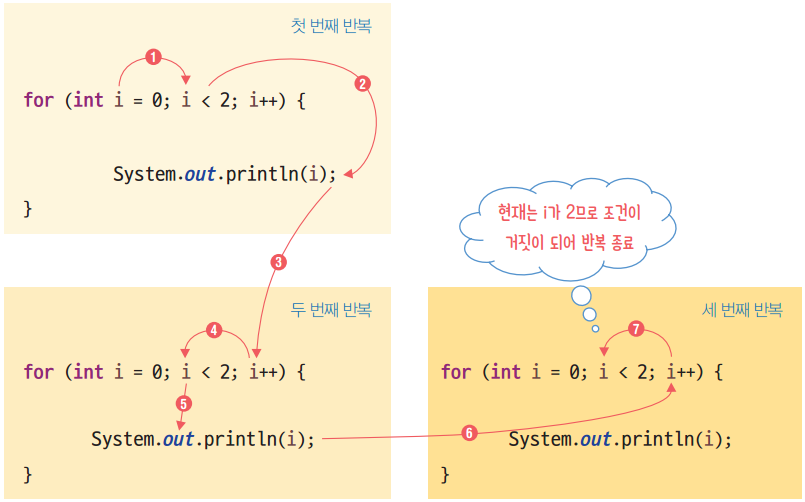 첫 번째 반복
1
2
for (int i = 0; i < 2; i++) {
System.out.println(i);
}
3
두 번째 반복
4
for (int i = 0; i < 2; i++) {
5
System.out.println(i);
}
6
현재는 i가 2므로 조건이
거짓이 되어 반복 종료
세 번째 반복
7
for (int i = 0; i < 2; i++) {
System.out.println(i);
}